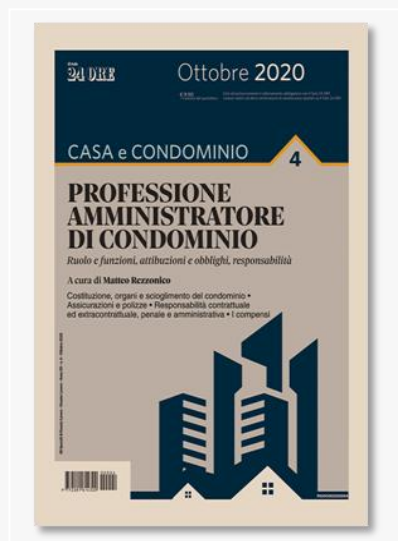 24 ORE
Ottobre 2020
CASA e CONDOMINIO
4
PROFESSIONE
AMMINISTRATORE
DI CONDOMINIO
Ruolo e funzioni, attibuzioni e obblighi, responsabilità
A cura di Matteo Rezzonico
Costituzione, organi e scioglimento del condominio •
Assicurazioni e polizze • Responsabilità contrattuale
ed extracontrattuale, penale e amministrativa • I compensi